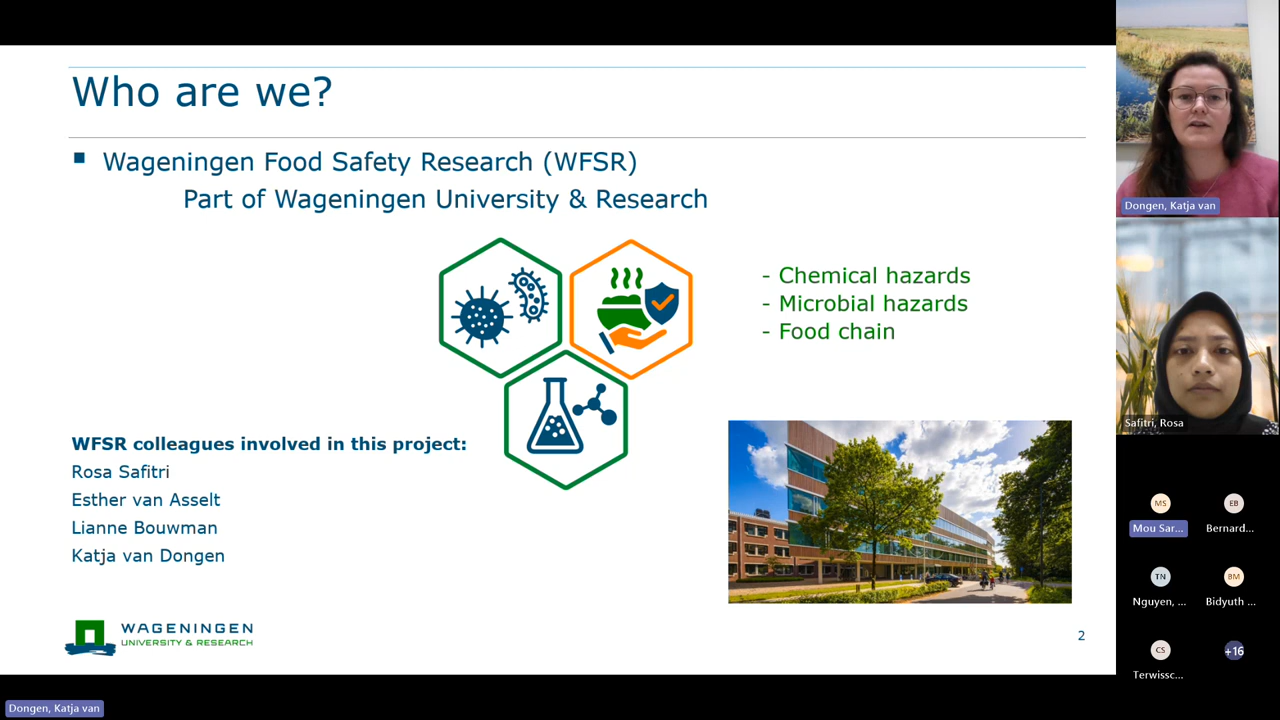 Who are we?
▪ Wageningen Food Safety Research (WFSR)
Part of Wageningen University & Research
- Chemical hazards
- Microbial hazards
- Food chain
WFSR colleagues involved in this project:
Rosa Safitri
Esther van Asselt
Lianne Bouwman
Katja van Dongen
WAGENINGEN
UNIVERSITY & RESEARCH
2
Dongen, Katja van
Dongen, Katja van
Safitri, Rosa
MS
Mou Sar...
EB
Bernard...
TN
Nguyen, ...
BM
Bidyuth ...
CS
Terwissc...
+16